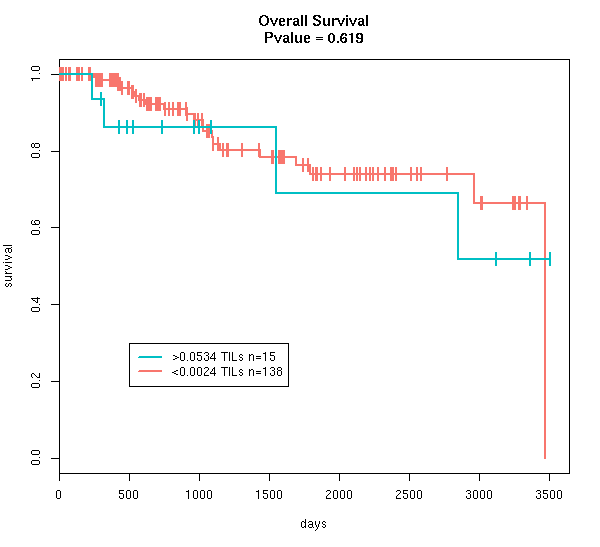 Overall Survival
Pvalue = 0.619
1.0
0.8
0.6
0.4
0.2
0.0
survival
>0.0534 TILs n=15
<0.0024 TILs n=138
0 500 1000 1500 2000 2500 3000 3500
days